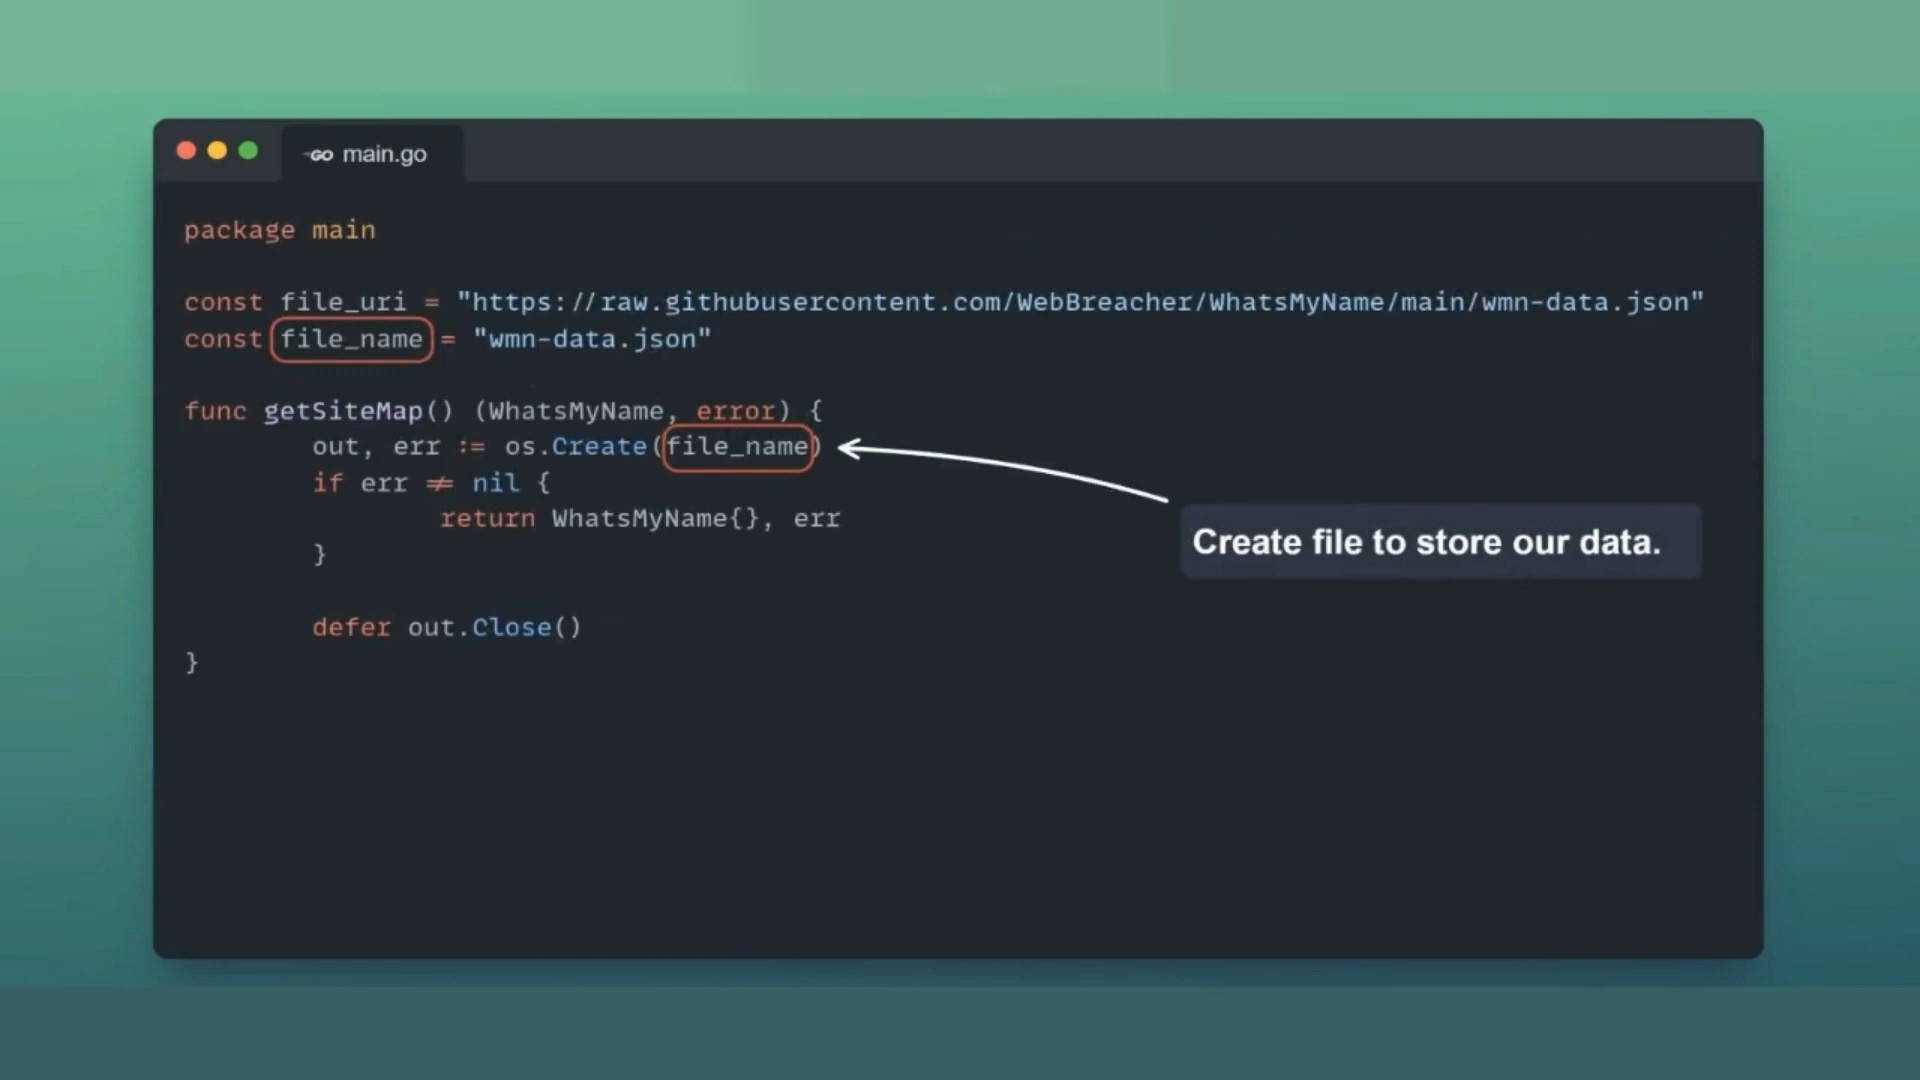 GO main.go
package main
const file_uri = "https://raw.githubusercontent.com/WebBreacher/WhatsMyName/main/wmn-data.json"
const file_name = "wmn-data.json"
func getSiteMap() (WhatsMyName, error) {
out, err := os.Create(file_name)
if err ≠ nil {
return WhatsMyName{}, err
}
Create file to store our data.
defer out.Close()
}